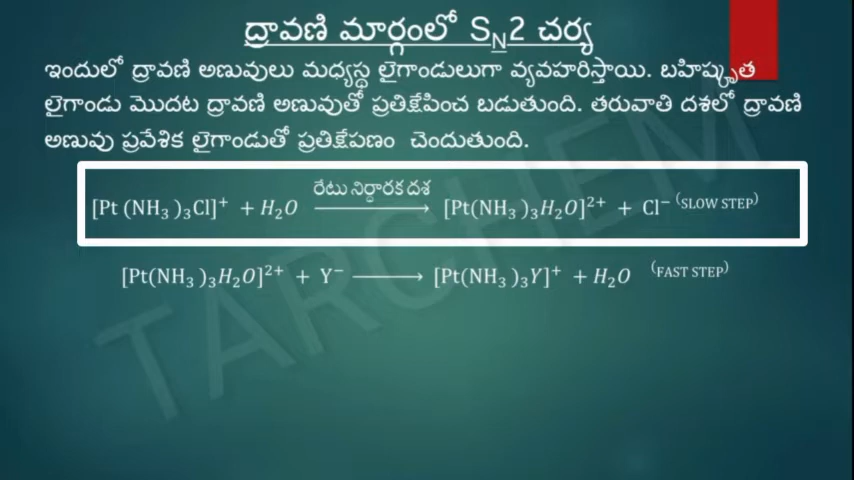 ద్రావణి మార్గంలో S_N2 చర్య
ఇందులో ద్రావణి అణువులు మధ్యస్థ లైగాండులుగా వ్యవహరిస్తాయి. బహిష్కృత
లైగాండు మొదట ద్రావణి అణువుతో ప్రతిక్షేపించ బడుతుంది. తరువాతి దశలో ద్రావణి
అణువు ప్రవేశిక లైగాండుతో ప్రతిక్షేపణం చెందుతుంది.
రేటు నిర్ధారక దశ
[Pt (NH₃)₃Cl]⁺ + H₂O ⟶ [Pt(NH₃)₃H₂O]²⁺ + Cl⁻ (SLOW STEP)
[Pt(NH₃)₃H₂O]²⁺ + Y⁻ ⟶ [Pt(NH₃)₃Y]⁺ + H₂O (FAST STEP)
TARCHEM